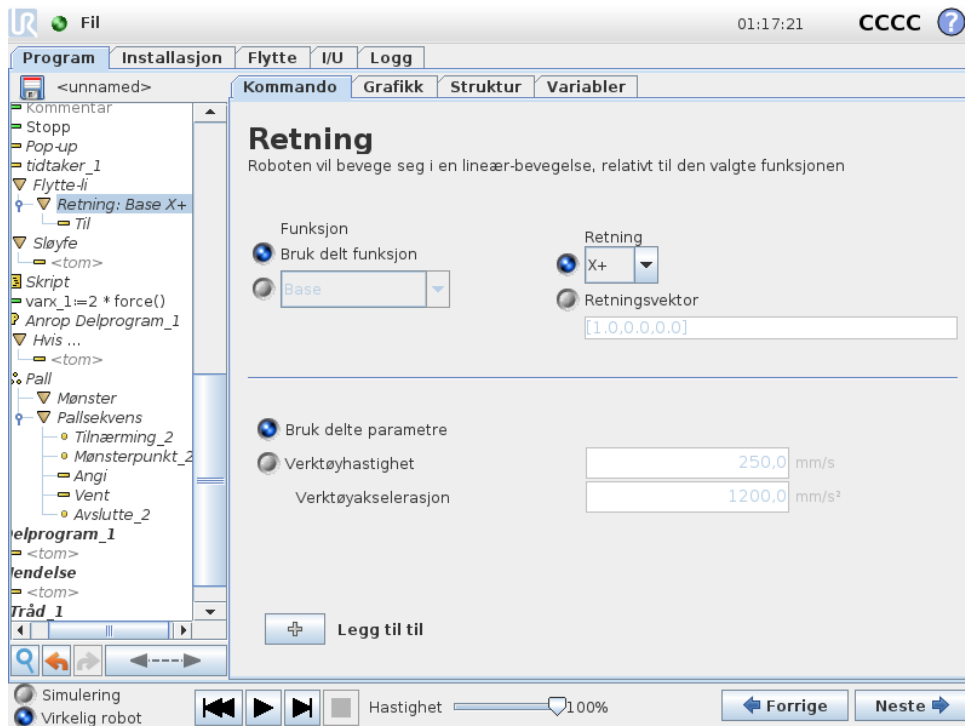 UR
Fil
01:17:21
CCCC
?
Program Installasjon Flytte I/U Logg
<unnamed>
Kommando Grafikk Struktur Variabler
Kommentar
Stopp
Pop-up
tidtaker_1
Flytte-li
Retning: Base X+
Til
Sløyfe
<tom>
Skript
varx_1:=2 * force()
Anrop Delprogram_1
Hvis ...
<tom>
Pall
Mønster
Pallsekvens
Tilnærming_2
Mønsterpunkt_2
Angi
Vent
Avslutte_2
elprogram_1
<tom>
endelse
<tom>
Tråd_1
Retning
Roboten vil bevege seg i en lineær-bevegelse, relativt til den valgte funksjonen
Funksjon
Bruk delt funksjon
Base
Retning
X+
Retningsvektor
[1.0,0.0,0.0]
Bruk delte parametre
Verktøyhastighet 250,0 mm/s
Verktøyakselerasjon 1200,0 mm/s²
Legg til til
Simulering
Virkelig robot
Hastighet 100%
Forrige Neste